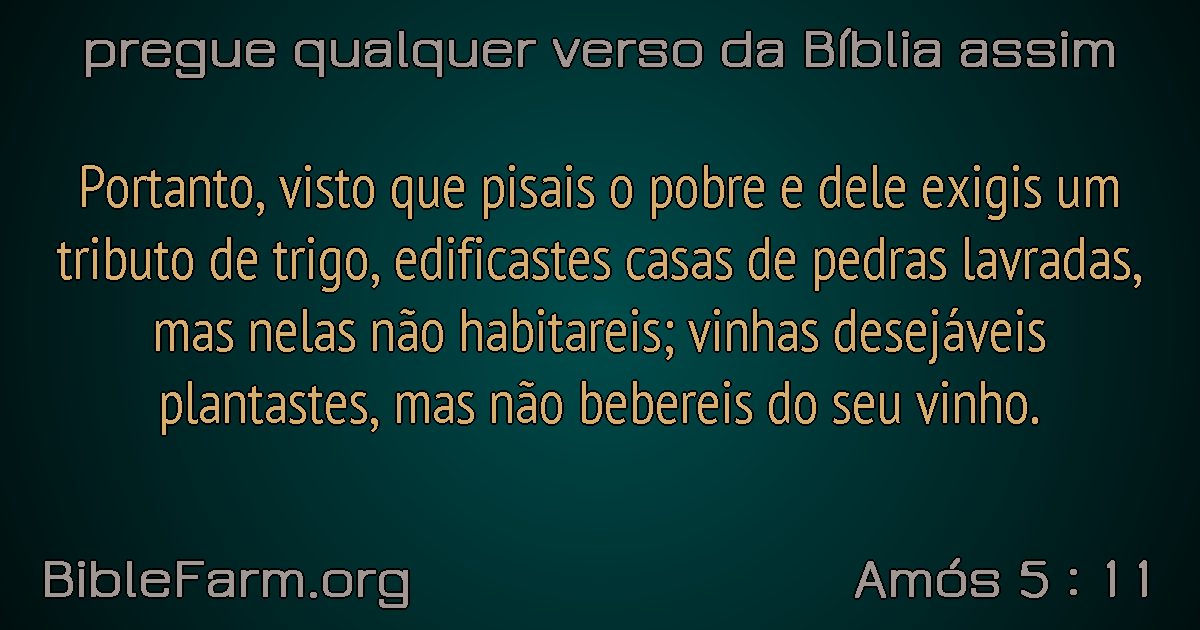 pregue qualquer verso da Bíblia assim
Portanto, visto que pisais o pobre e dele exigis um
tributo de trigo, edificastes casas de pedras lavradas,
mas nelas não habitareis; vinhas desejáveis
plantastes, mas não bebereis do seu vinho.
BibleFarm.org
Amós 5 : 11